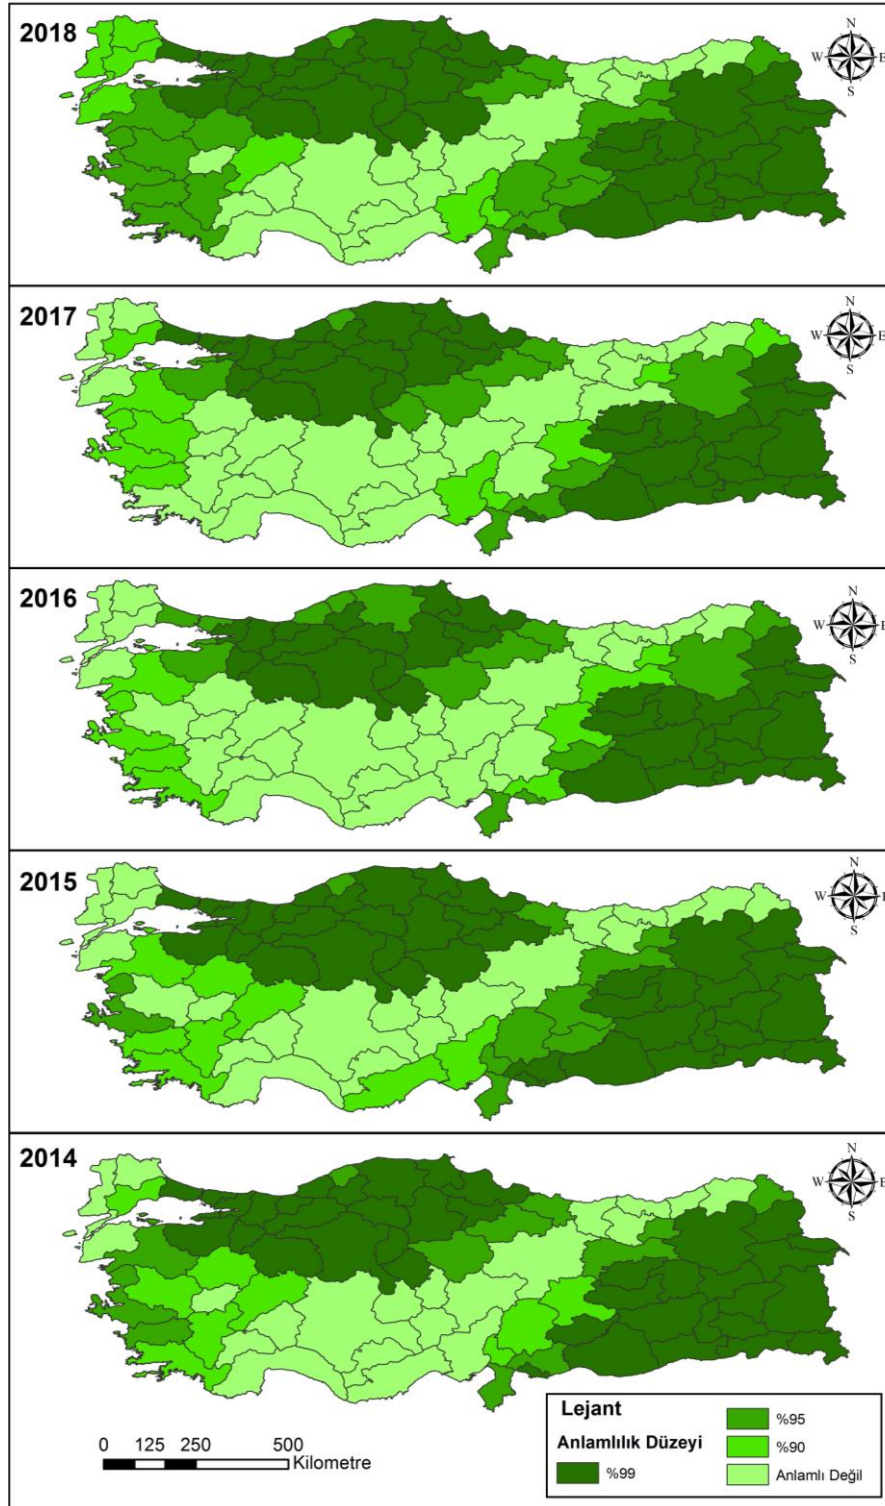 2018
N
W E
S
2017
N
W E
S
2016
N
W E
S
2015
N
W E
S
2014
N
W E
S
Lejant
Anlamlılık Düzeyi
%99
%95
%90
Anlamlı Değil
0 125 250 500
Kilometre